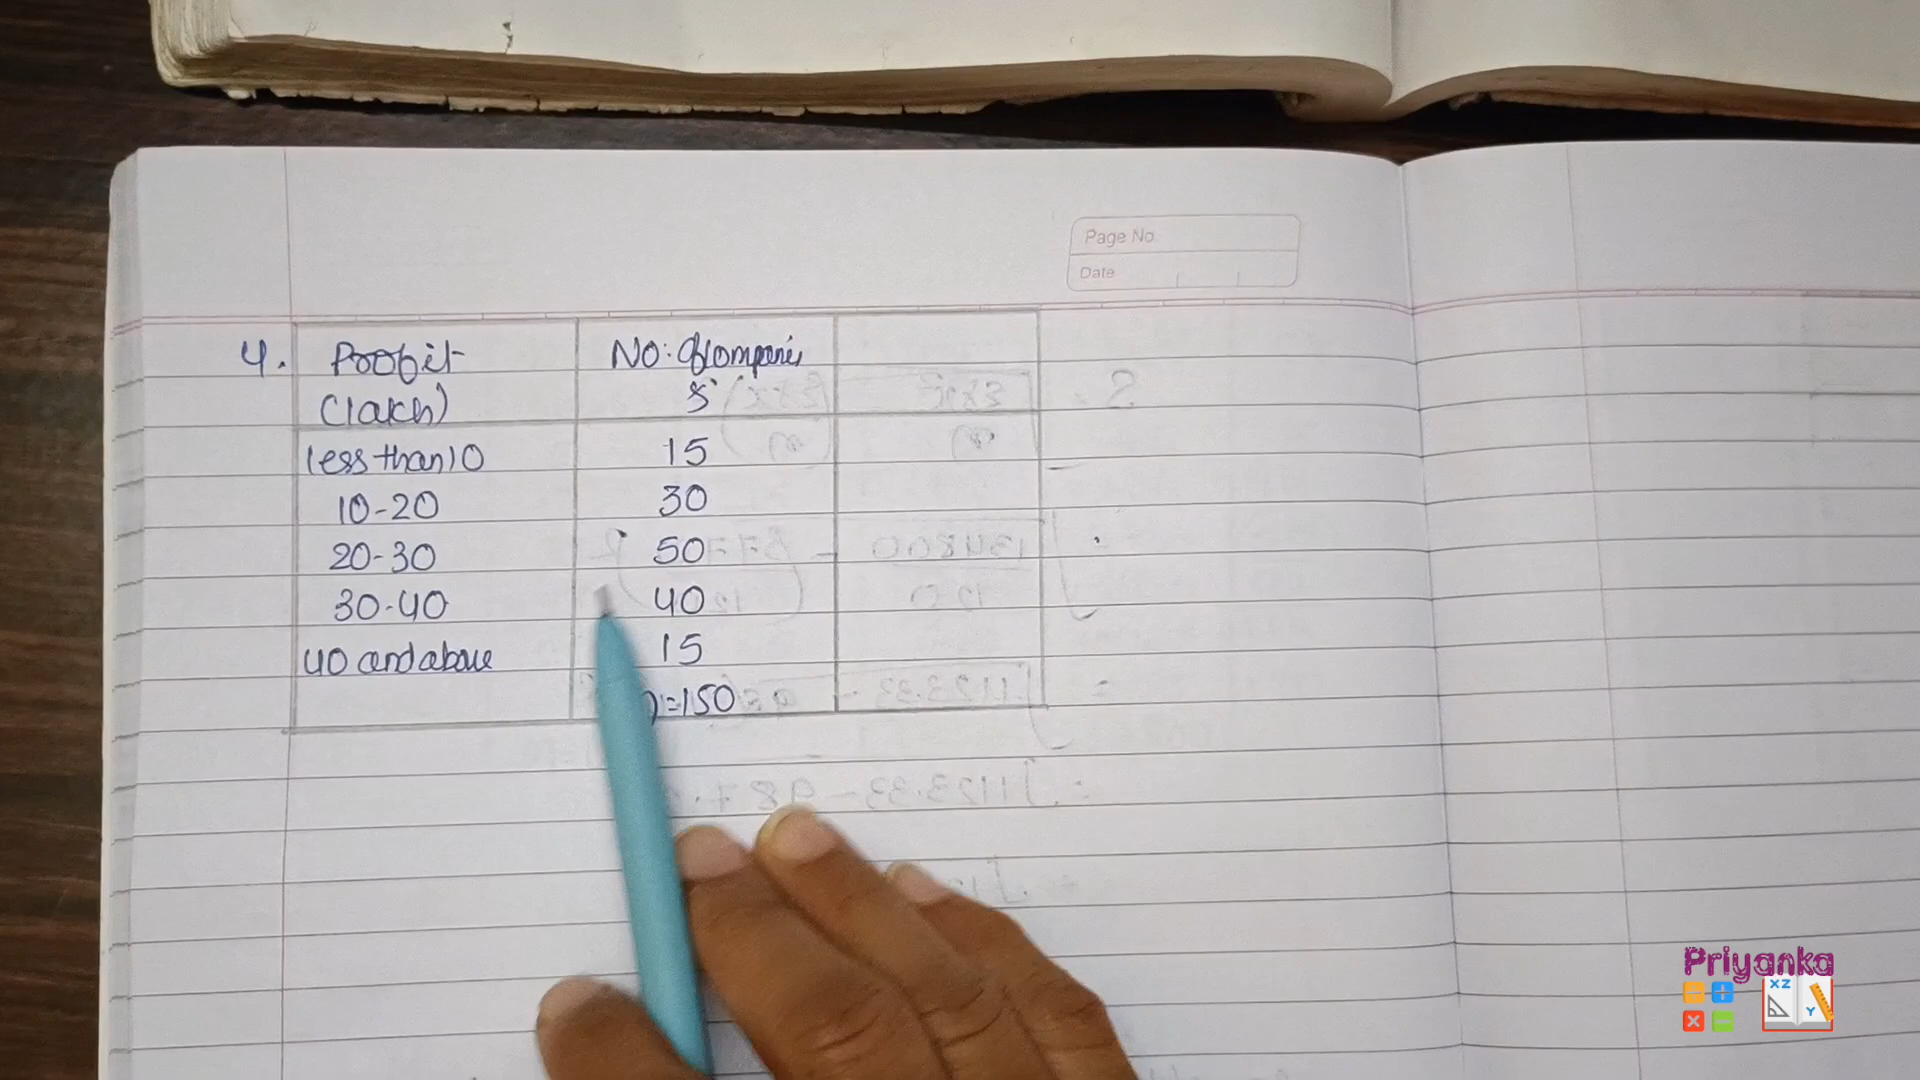 Page No
Date
4. Profit No: of Companies
(lakh) f
less than 10 15
10-20 30
20-30 50
30-40 40
40 and above 15
=150
Priyanka
XZ
Y